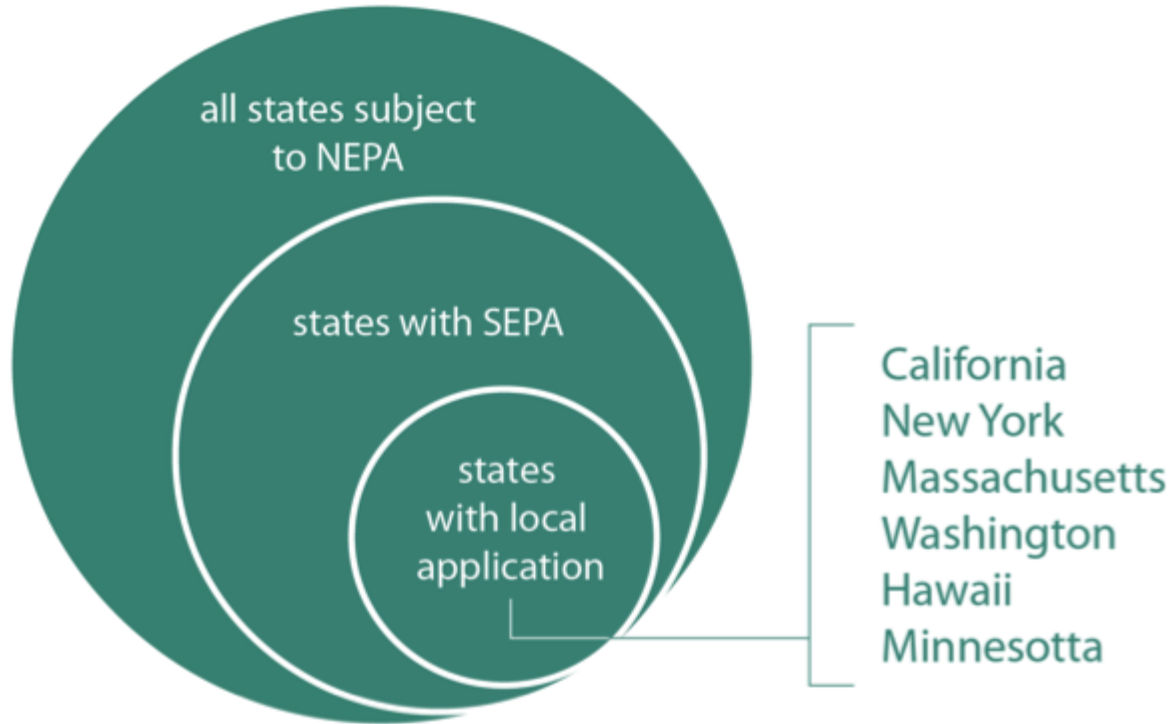 all states subject
to NEPA
states with SEPA
states
with local
application
California
New York
Massachusetts
Washington
Hawaii
Minnesotta